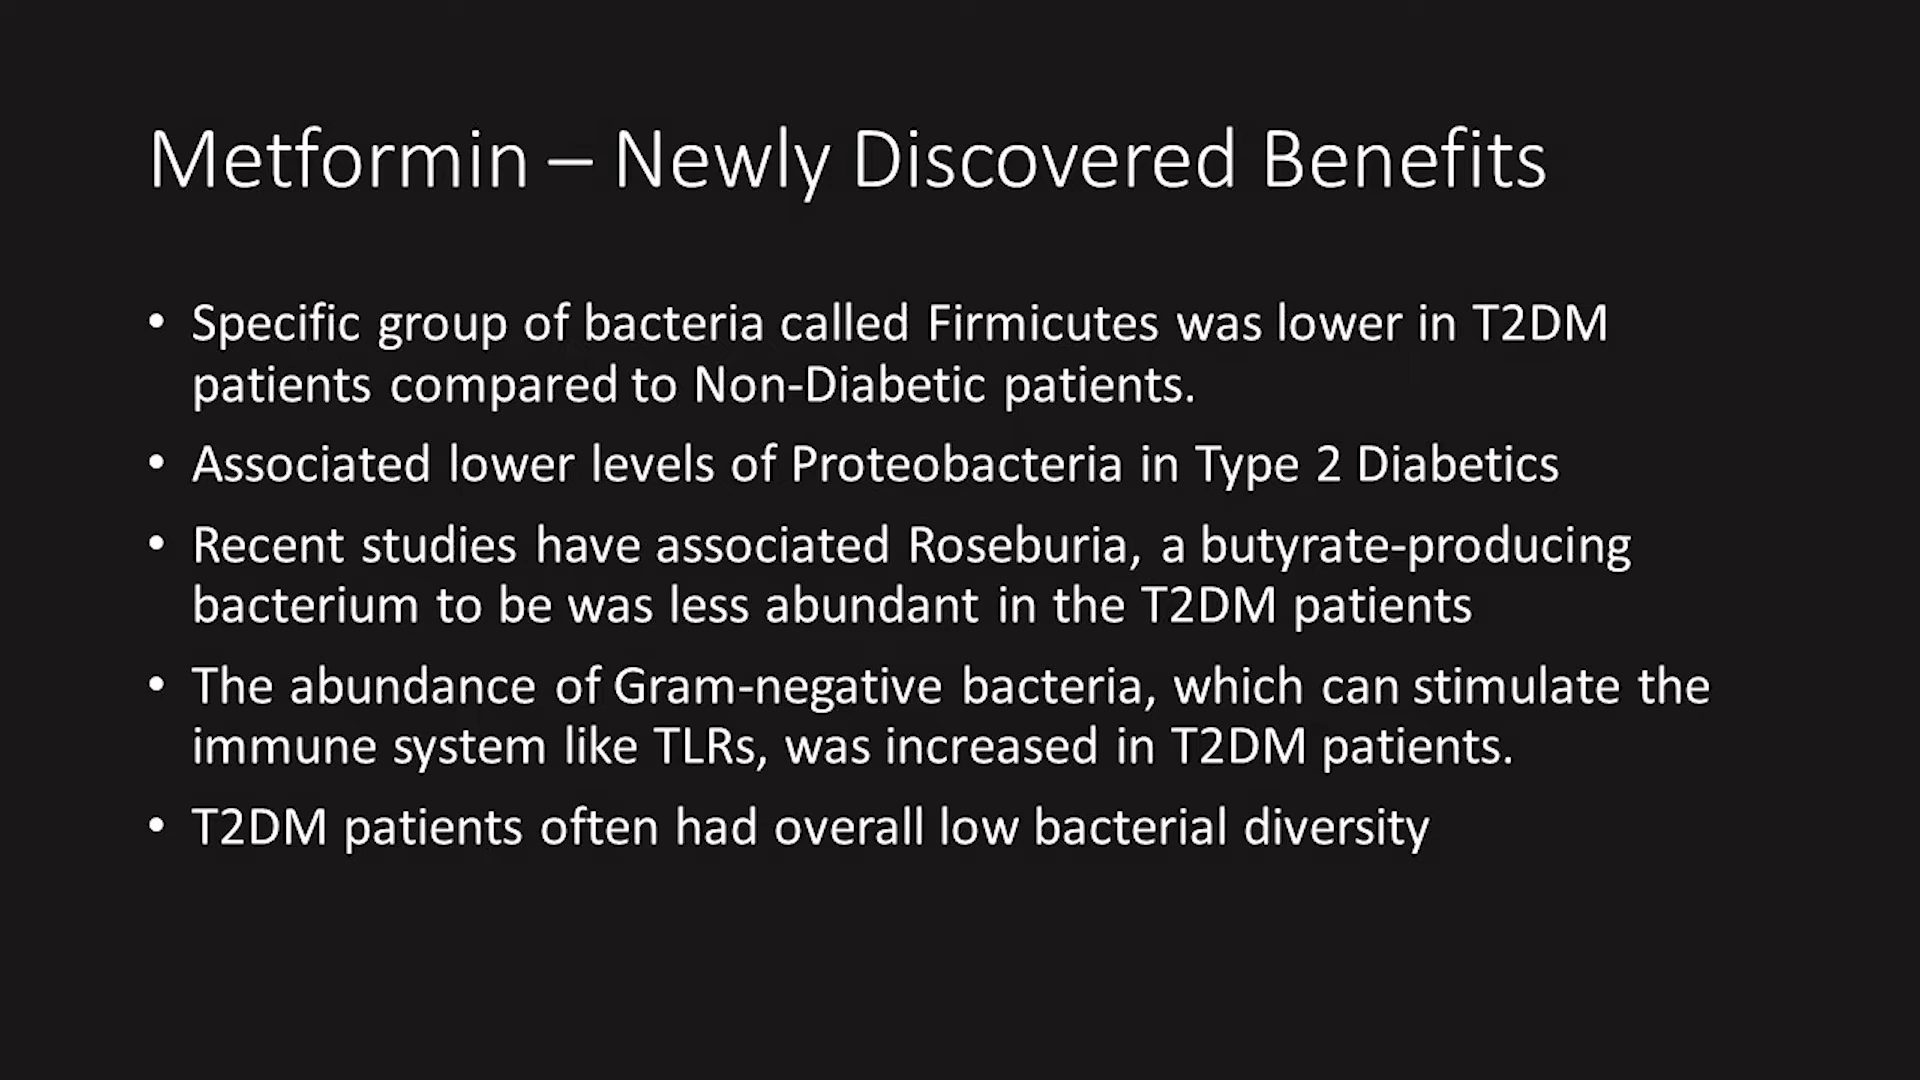 Metformin – Newly Discovered Benefits
• Specific group of bacteria called Firmicutes was lower in T2DM
patients compared to Non-Diabetic patients.
• Associated lower levels of Proteobacteria in Type 2 Diabetics
• Recent studies have associated Roseburia, a butyrate-producing
bacterium to be was less abundant in the T2DM patients
• The abundance of Gram-negative bacteria, which can stimulate the
immune system like TLRs, was increased in T2DM patients.
• T2DM patients often had overall low bacterial diversity